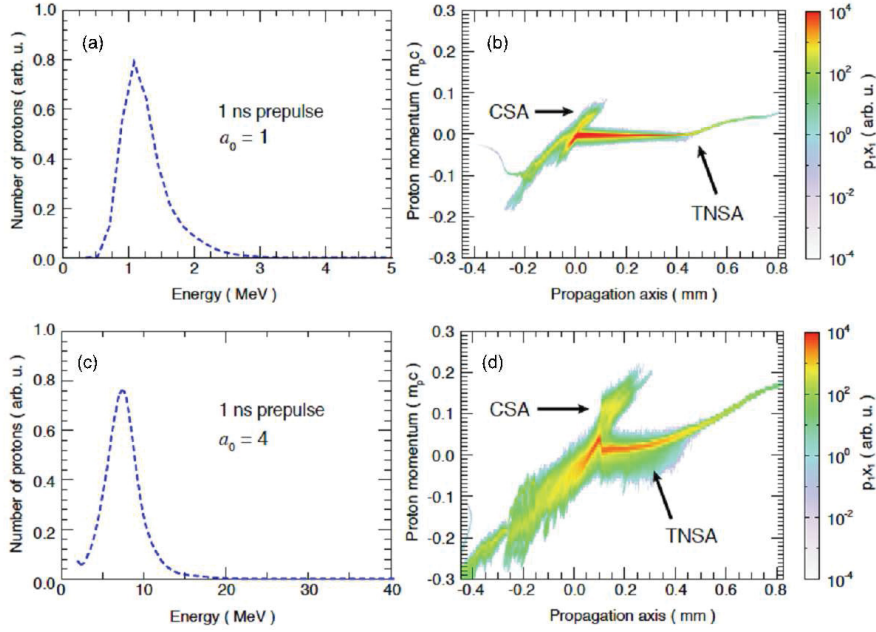 (a)
Number of protons ( arb. u. )
1.0
0.8
0.6
0.4
0.2
0.0
0 1 2 3 4 5
Energy ( MeV )
1 ns prepulse
a₀ = 1
(b)
Proton momentum ( mₚc )
0.3
0.2
0.1
0.0
-0.1
-0.2
-0.3
-0.4 -0.2 0.0 0.2 0.4 0.6 0.8
Propagation axis ( mm )
CSA
TNSA
10⁴
10²
10⁰
10⁻²
10⁻⁴
p₁x₁ ( arb. u. )
(c)
Number of protons ( arb. u. )
1.0
0.8
0.6
0.4
0.2
0.0
0 10 20 30 40
Energy ( MeV )
1 ns prepulse
a₀ = 4
(d)
Proton momentum ( mₚc )
0.3
0.2
0.1
0.0
-0.1
-0.2
-0.3
-0.4 -0.2 0.0 0.2 0.4 0.6 0.8
Propagation axis ( mm )
CSA
TNSA
10⁴
10²
10⁰
10⁻²
10⁻⁴
p₁x₁ ( arb. u. )